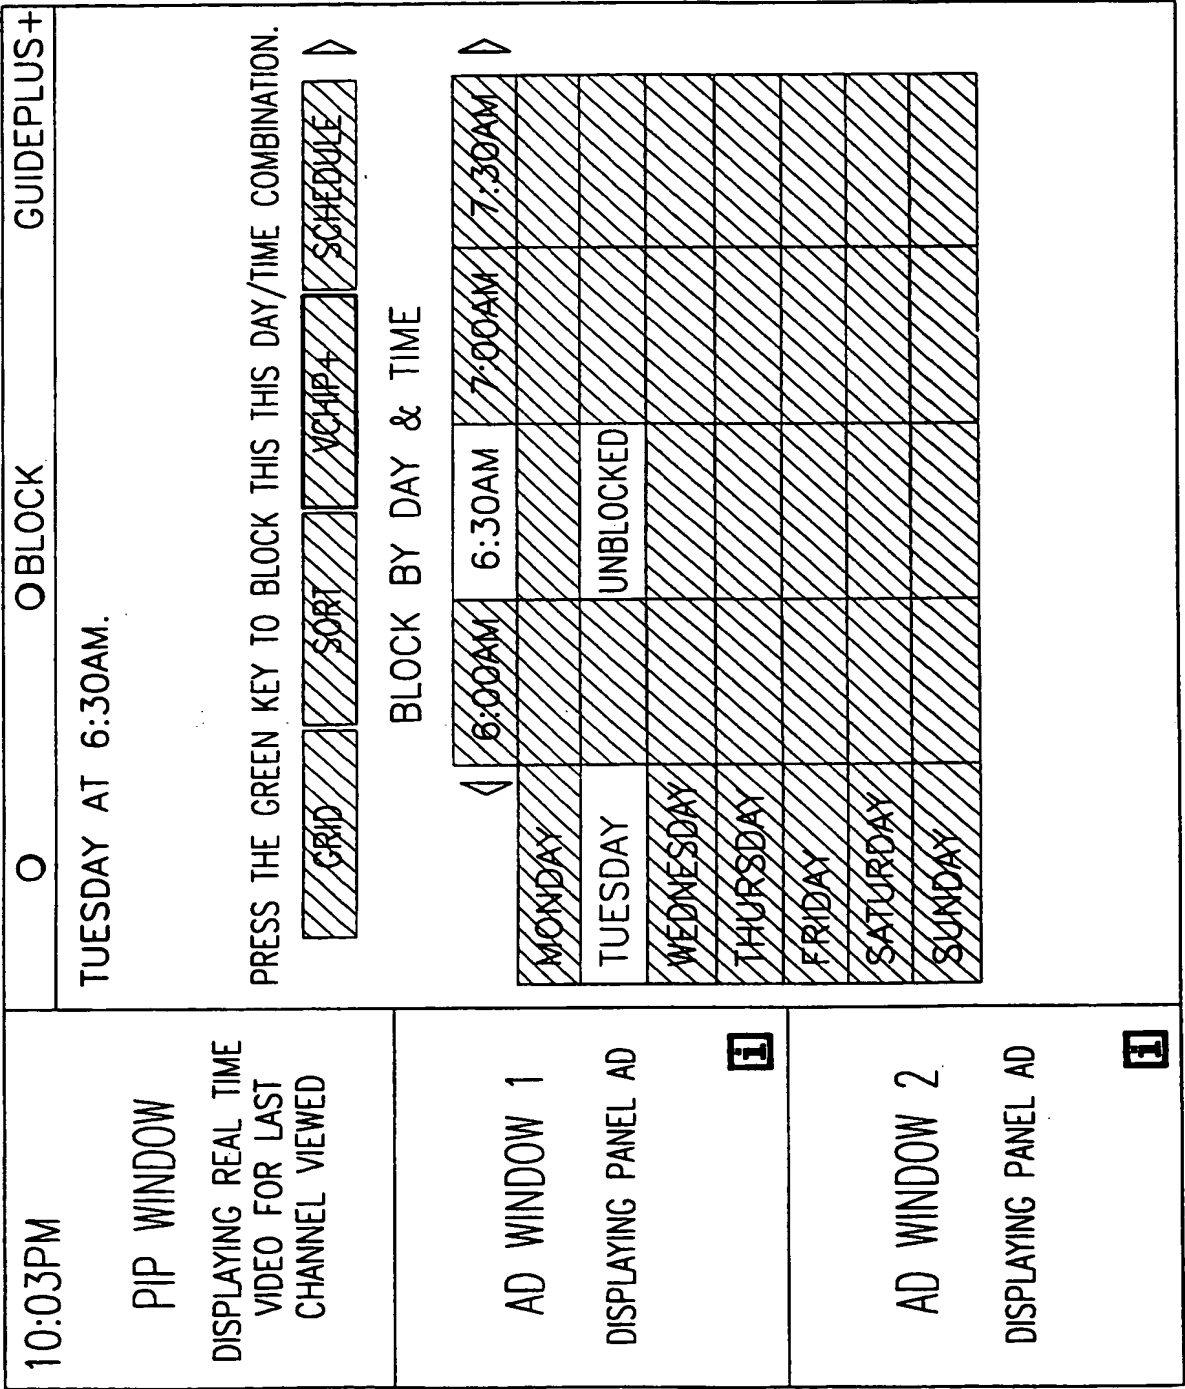 10:03PM
O
O BLOCK
GUIDEPLUS+
PIP WINDOW
DISPLAYING REAL TIME
VIDEO FOR LAST
CHANNEL VIEWED
AD WINDOW 1
DISPLAYING PANEL AD
i
AD WINDOW 2
DISPLAYING PANEL AD
i
TUESDAY AT 6:30AM.
PRESS THE GREEN KEY TO BLOCK THIS THIS DAY/TIME COMBINATION.
GRID SORT VCHIP+ SCHEDULE
BLOCK BY DAY & TIME
6:00AM 6:30AM 7:00AM 7:30AM
MONDAY
TUESDAY UNBLOCKED
WEDNESDAY
THURSDAY
FRIDAY
SATURDAY
SUNDAY